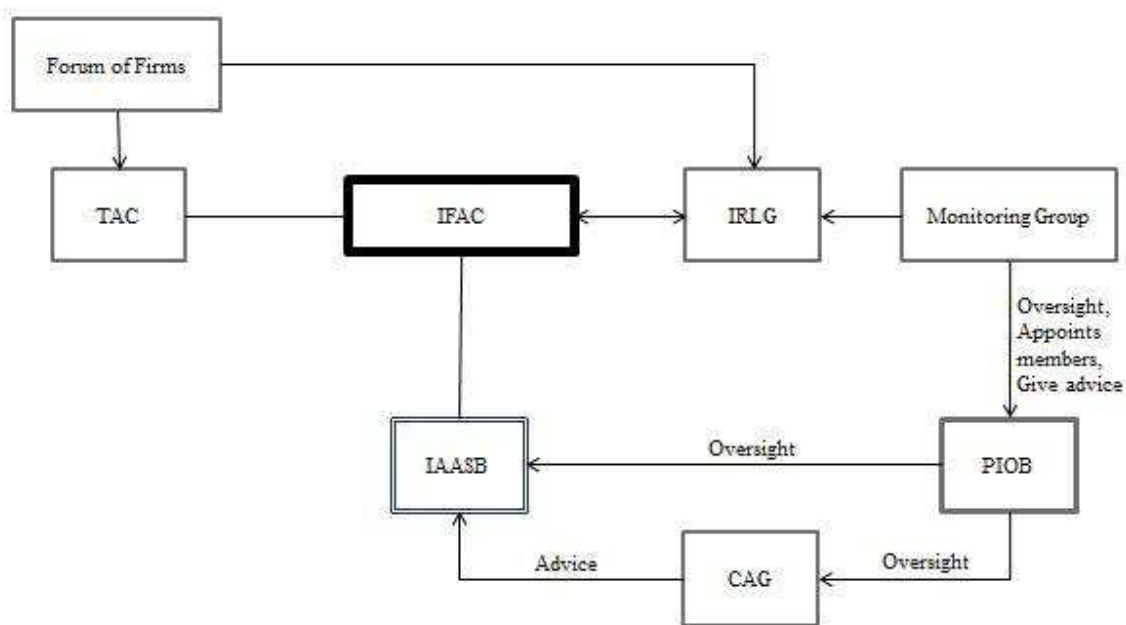 Forum of Firms
TAC
IFAC
IRLG
Monitoring Group
Oversight,
Appoints
members,
Give advice
IAASB
Oversight
PIOB
Advice
CAG
Oversight